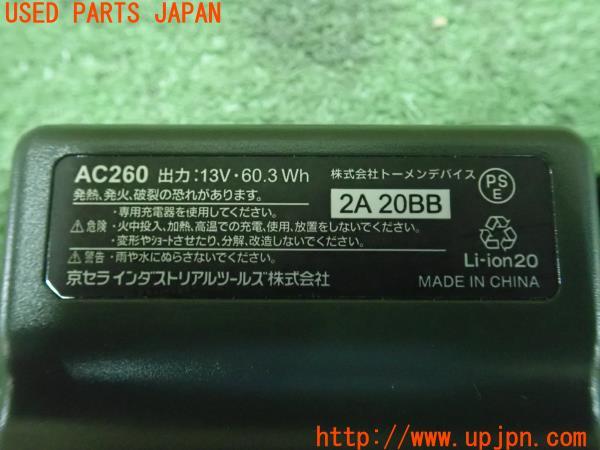 USED PARTS JAPAN
AC260 出力:13V・60.3Wh
株式会社トーメンデバイス
PS
E
発熱、発火、破裂の恐れがあります。
・専用充電器を使用してください。
2A 20BB
⚠危険・火中投入、加熱、高温での充電、使用、放置をしないでください。
・変形やショートさせたり、分解、改造しないでください。
⚠警告・雨や水にぬらさないでください。
Li-ion20
京セラインダストリアルツールズ株式会社
MADE IN CHINA
USED PARTS JAPAN
http://www.upjpn.com/